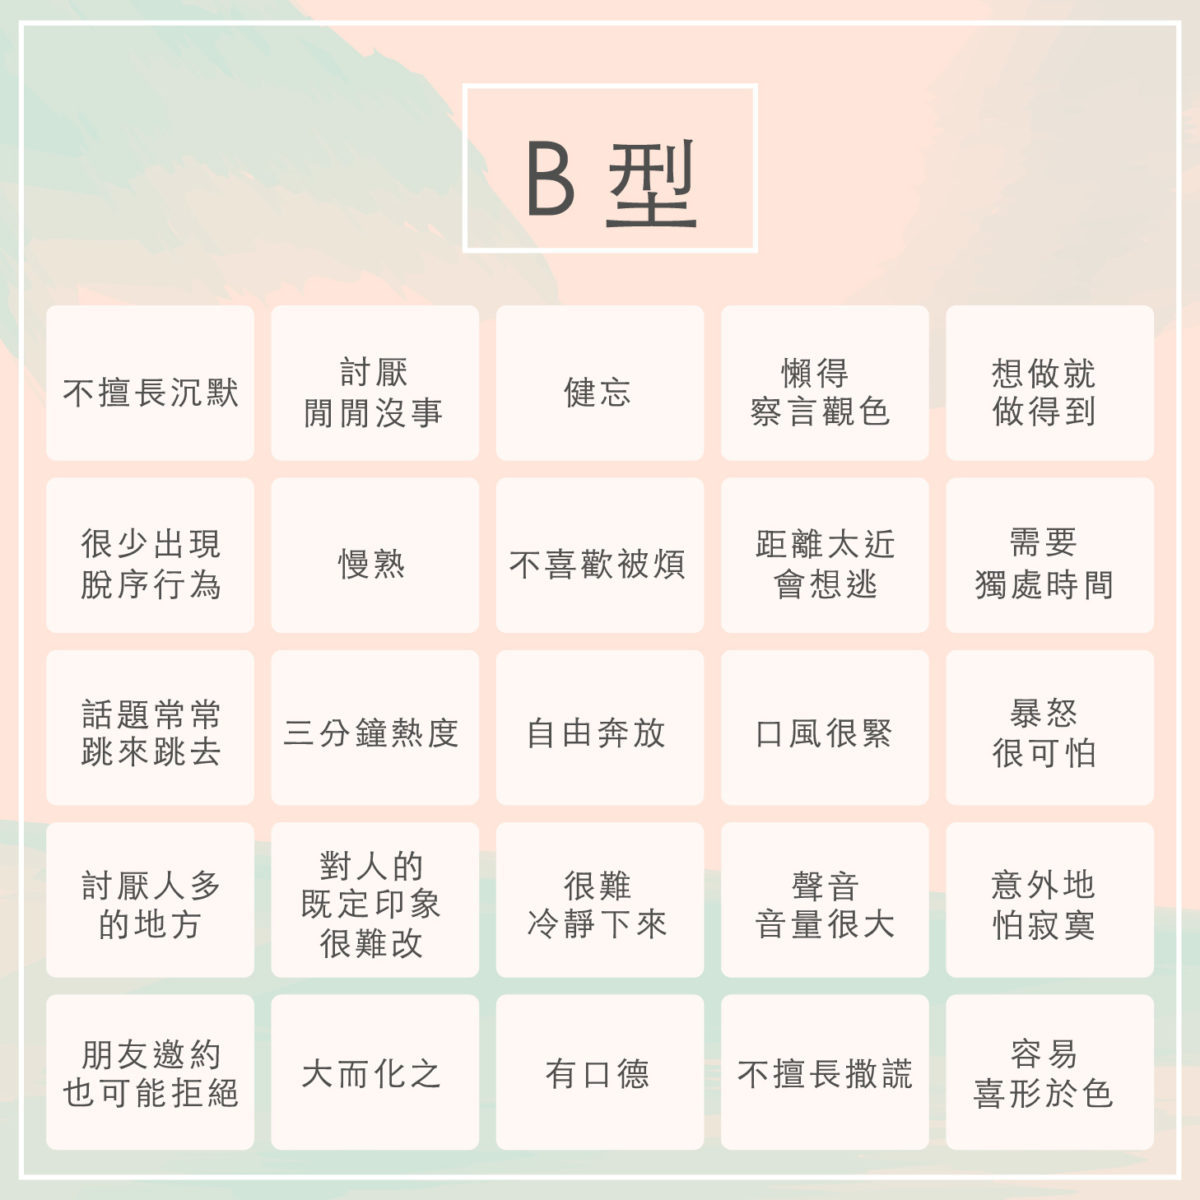 B型
不擅長沉默
討厭
閒閒沒事
健忘
懶得
察言觀色
想做就
做得到
很少出現
脫序行為
慢熟
不喜歡被煩
距離太近
會想逃
需要
獨處時間
話題常常
跳來跳去
三分鐘熱度
自由奔放
口風很緊
暴怒
很可怕
討厭人多
的地方
對人的
既定印象
很難改
很難
冷靜下來
聲音
音量很大
意外地
怕寂寞
朋友邀約
也可能拒絕
大而化之
有口德
不擅長撒謊
容易
喜形於色